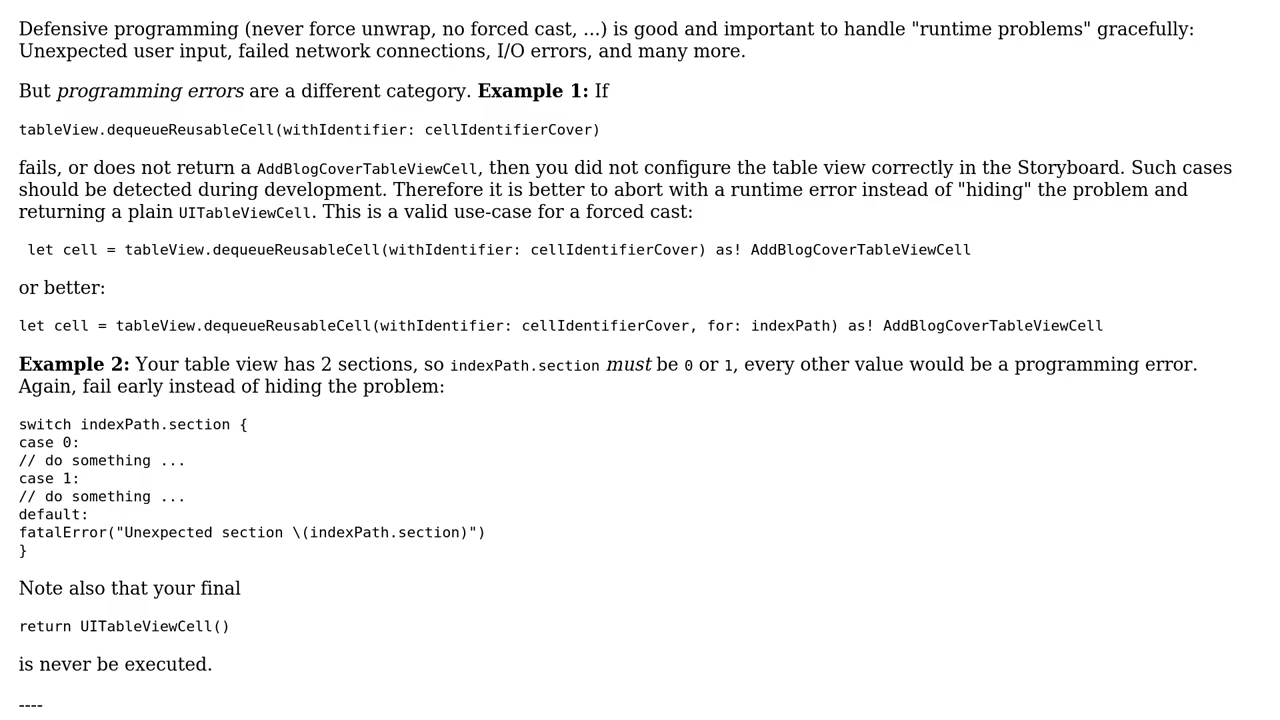 Defensive programming (never force unwrap, no forced cast, ...) is good and important to handle "runtime problems" gracefully:
Unexpected user input, failed network connections, I/O errors, and many more.
But programming errors are a different category. Example 1: If
tableView.dequeueReusableCell(withIdentifier: cellIdentifierCover)
fails, or does not return a AddBlogCoverTableViewCell, then you did not configure the table view correctly in the Storyboard. Such cases
should be detected during development. Therefore it is better to abort with a runtime error instead of "hiding" the problem and
returning a plain UITableViewCell. This is a valid use-case for a forced cast:
let cell = tableView.dequeueReusableCell(withIdentifier: cellIdentifierCover) as! AddBlogCoverTableViewCell
or better:
let cell = tableView.dequeueReusableCell(withIdentifier: cellIdentifierCover, for: indexPath) as! AddBlogCoverTableViewCell
Example 2: Your table view has 2 sections, so indexPath.section must be 0 or 1, every other value would be a programming error.
Again, fail early instead of hiding the problem:
switch indexPath.section {
case 0:
// do something ...
case 1:
// do something ...
default:
fatalError("Unexpected section \(indexPath.section)")
}
Note also that your final
return UITableViewCell()
is never be executed.
----